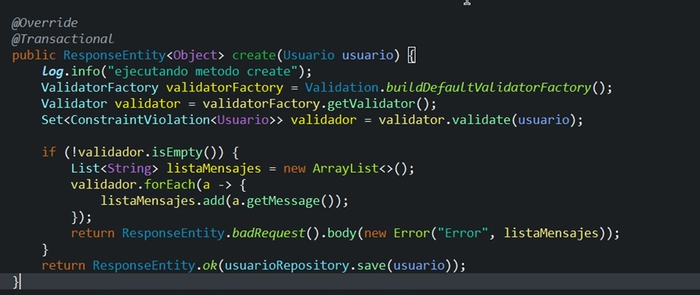 @Override
@Transactional
public ResponseEntity<Object> create(Usuario usuario) {
    log.info("ejecutando metodo create");
    ValidatorFactory validatorFactory = Validation.buildDefaultValidatorFactory();
    Validator validator = validatorFactory.getValidator();
    Set<ConstraintViolation<Usuario>> validador = validator.validate(usuario);

    if (!validador.isEmpty()) {
        List<String> listaMensajes = new ArrayList<>();
        validador.forEach(a -> {
            listaMensajes.add(a.getMessage());
        });
        return ResponseEntity.badRequest().body(new Error("Error", listaMensajes));
    }
    return ResponseEntity.ok(usuarioRepository.save(usuario));
}